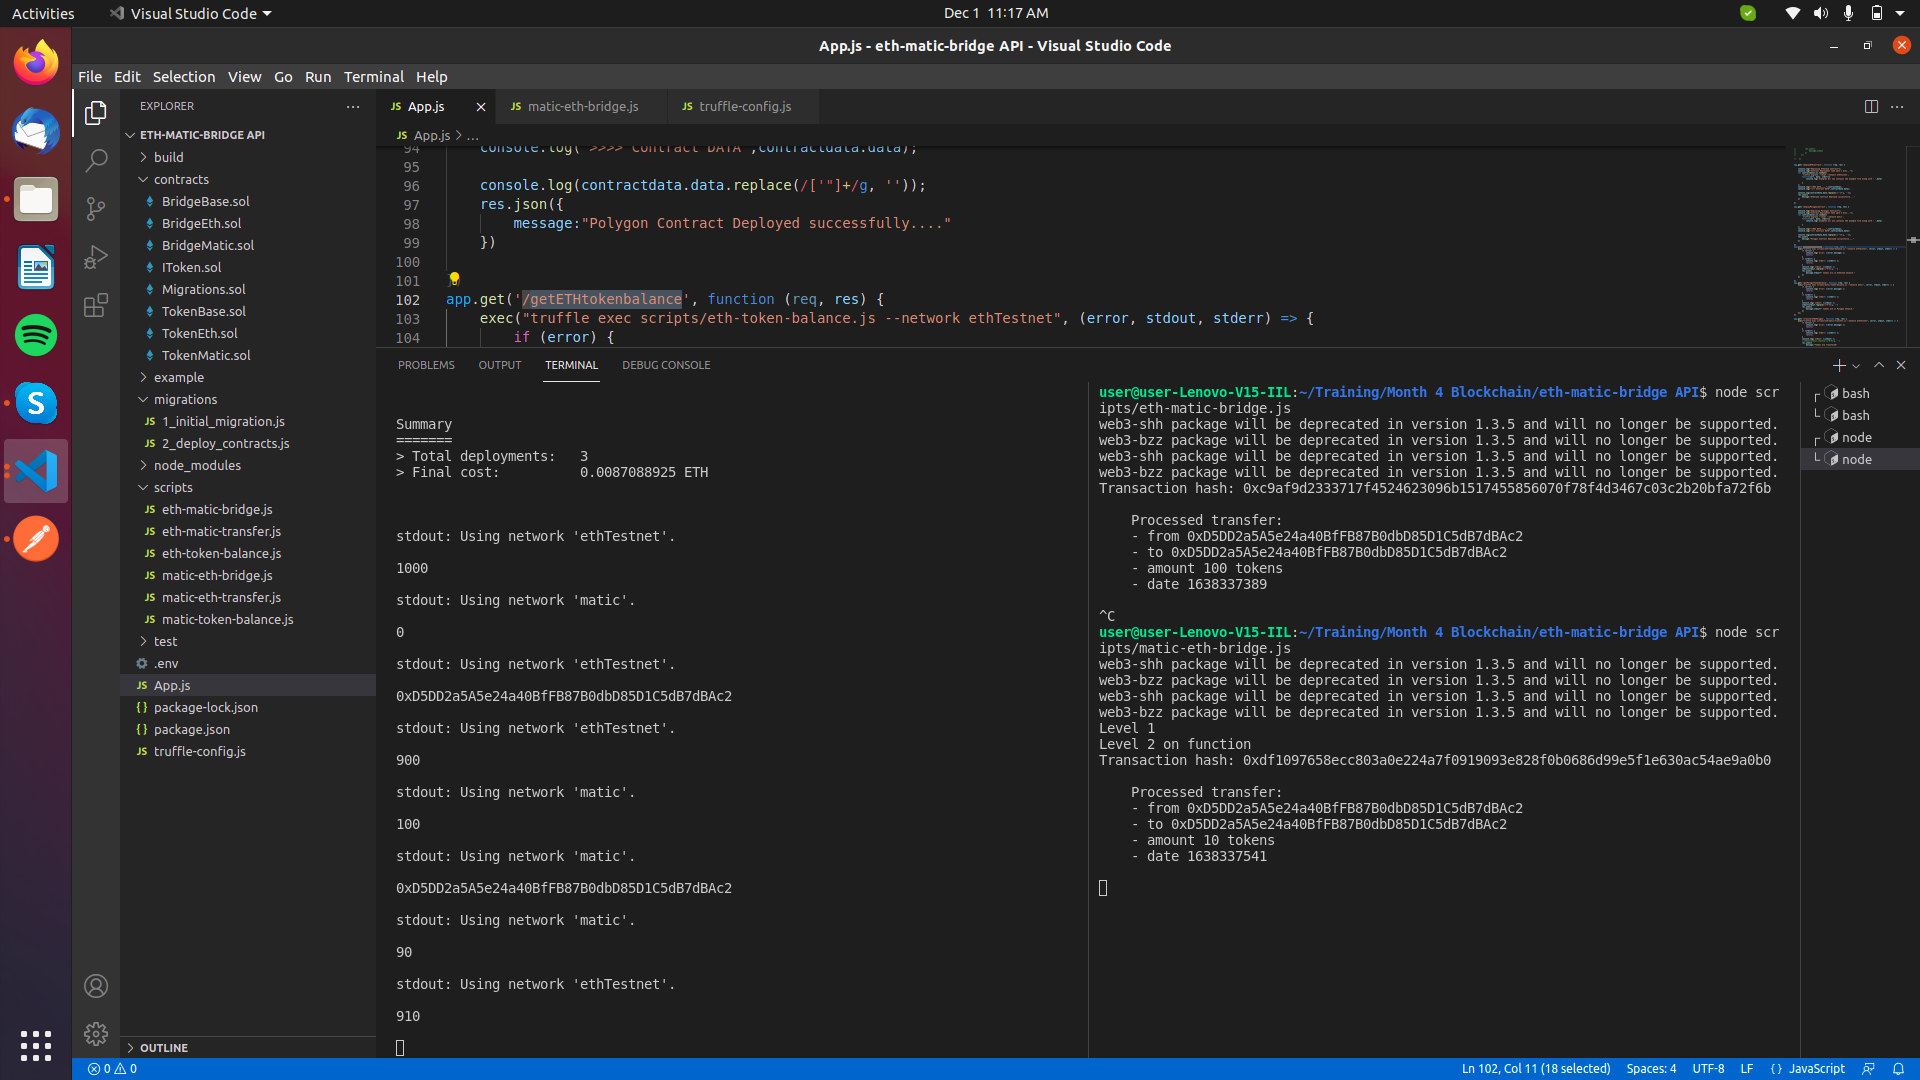 Activities
Visual Studio Code
Dec 1 11:17 AM
App.js - eth-matic-bridge API - Visual Studio Code
File Edit Selection View Go Run Terminal Help
EXPLORER
ETH-MATIC-BRIDGE API
build
contracts
BridgeBase.sol
BridgeEth.sol
BridgeMatic.sol
IToken.sol
Migrations.sol
TokenBase.sol
TokenEth.sol
TokenMatic.sol
example
migrations
JS 1_initial_migration.js
JS 2_deploy_contracts.js
node_modules
scripts
JS eth-matic-bridge.js
JS eth-matic-transfer.js
JS eth-token-balance.js
JS matic-eth-bridge.js
JS matic-eth-transfer.js
JS matic-token-balance.js
test
.env
JS App.js
{} package-lock.json
{} package.json
JS truffle-config.js
OUTLINE
JS App.js
JS matic-eth-bridge.js
JS truffle-config.js
JS App.js > ...
94 console.log(">>>> Contract DATA",contractdata.data);
95
96 console.log(contractdata.data.replace(/['"]+/g, ''));
97 res.json({
98 message:"Polygon Contract Deployed successfully...."
99 })
100
101
102 app.get('/getETHtokenbalance', function (req, res) {
103 exec("truffle exec scripts/eth-token-balance.js --network ethTestnet", (error, stdout, stderr) => {
104 if (error) {
PROBLEMS OUTPUT TERMINAL DEBUG CONSOLE
Summary
=======
> Total deployments: 3
> Final cost: 0.0087088925 ETH
stdout: Using network 'ethTestnet'.
1000
stdout: Using network 'matic'.
0
stdout: Using network 'ethTestnet'.
0xD5DD2a5A5e24a40BfFB87B0dbD85D1C5dB7dBAc2
stdout: Using network 'ethTestnet'.
900
stdout: Using network 'matic'.
100
stdout: Using network 'matic'.
0xD5DD2a5A5e24a40BfFB87B0dbD85D1C5dB7dBAc2
stdout: Using network 'matic'.
90
stdout: Using network 'ethTestnet'.
910
user@user-Lenovo-V15-IIL:~/Training/Month 4 Blockchain/eth-matic-bridge API$ node scr
ipts/eth-matic-bridge.js
web3-shh package will be deprecated in version 1.3.5 and will no longer be supported.
web3-bzz package will be deprecated in version 1.3.5 and will no longer be supported.
web3-shh package will be deprecated in version 1.3.5 and will no longer be supported.
web3-bzz package will be deprecated in version 1.3.5 and will no longer be supported.
Transaction hash: 0xc9af9d2333717f4524623096b1517455856070f78f4d3467c03c2b20bfa72f6b
Processed transfer:
- from 0xD5DD2a5A5e24a40BfFB87B0dbD85D1C5dB7dBAc2
- to 0xD5DD2a5A5e24a40BfFB87B0dbD85D1C5dB7dBAc2
- amount 100 tokens
- date 1638337389
^C
user@user-Lenovo-V15-IIL:~/Training/Month 4 Blockchain/eth-matic-bridge API$ node scr
ipts/matic-eth-bridge.js
web3-shh package will be deprecated in version 1.3.5 and will no longer be supported.
web3-bzz package will be deprecated in version 1.3.5 and will no longer be supported.
web3-shh package will be deprecated in version 1.3.5 and will no longer be supported.
web3-bzz package will be deprecated in version 1.3.5 and will no longer be supported.
Level 1
Level 2 on function
Transaction hash: 0xdf1097658ecc803a0e224a7f0919093e828f0b0686d99e5f1e630ac54ae9a0b0
Processed transfer:
- from 0xD5DD2a5A5e24a40BfFB87B0dbD85D1C5dB7dBAc2
- to 0xD5DD2a5A5e24a40BfFB87B0dbD85D1C5dB7dBAc2
- amount 10 tokens
- date 1638337541
bash
bash
node
node
0 0
Ln 102, Col 11 (18 selected) Spaces: 4 UTF-8 LF {} JavaScript